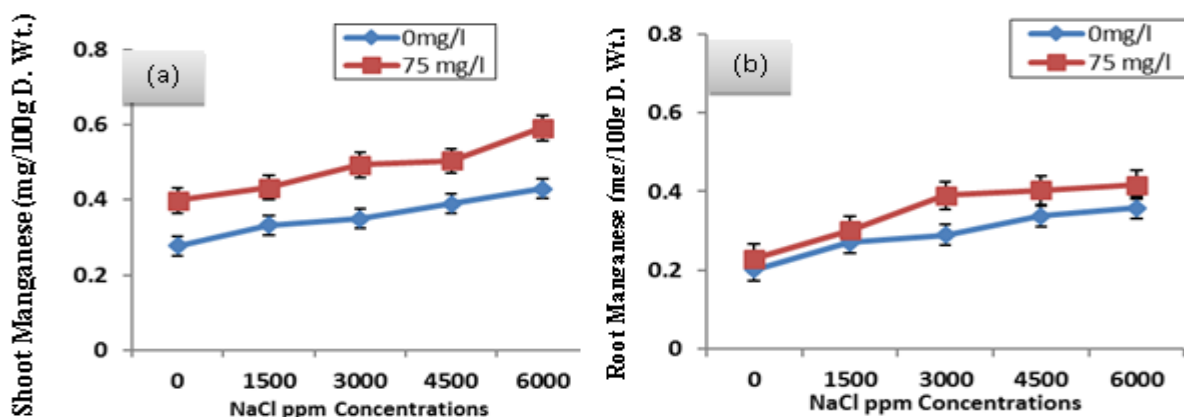 Shoot Manganese (mg/100g D. Wt.)
0.8
0.6
0.4
0.2
0
(a)
0mg/l
75 mg/l
0 1500 3000 4500 6000
NaCl ppm Concentrations
Root Manganese (mg/100g D. Wt.)
0.8
0.6
0.4
0.2
0
(b)
0mg/l
75 mg/l
0 1500 3000 4500 6000
NaCl ppm Concentrations